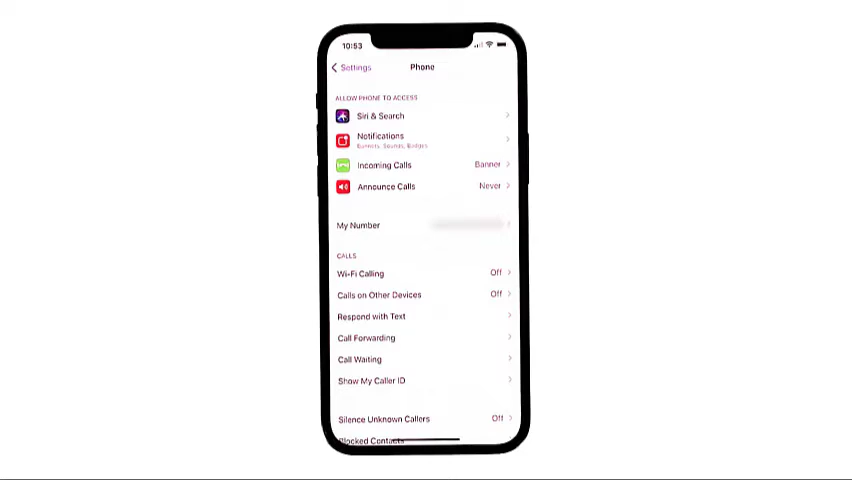 10:53
Settings
Phone
ALLOW PHONE TO ACCESS
Siri & Search
Notifications
Banners, Sounds, Badges
Incoming Calls Banner
Announce Calls Never
My Number
CALLS
Wi-Fi Calling Off
Calls on Other Devices Off
Respond with Text
Call Forwarding
Call Waiting
Show My Caller ID
Silence Unknown Callers Off
Blocked Contacts